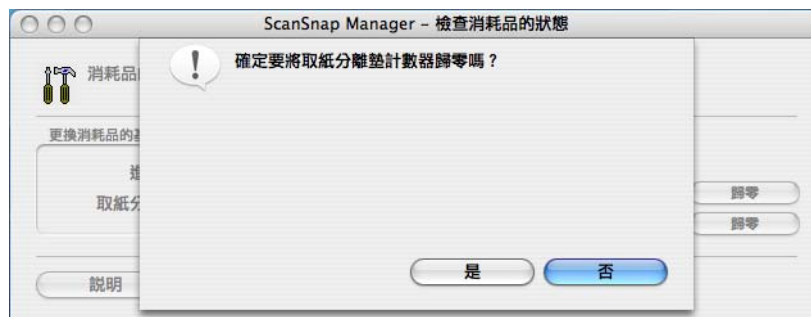 ScanSnap Manager – 檢查消耗品的狀態
確定要將取紙分離墊計數器歸零嗎？
消耗品
更換消耗品的
取紙分
歸零
歸零
是
否
説明